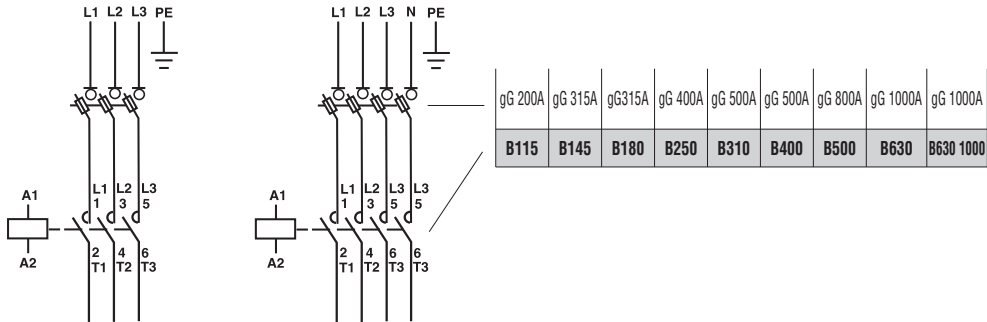 L1 L2 L3 PE
L1 L2 L3 N PE
gG 200A gG 315A gG315A gG 400A gG 500A gG 500A gG 800A gG 1000A gG 1000A
B115 B145 B180 B250 B310 B400 B500 B630 B630 1000
L1 L2 L3
A1 1 3 5
A2 2 4 6
T1 T2 T3
L1 L2 L3 L3
A1 1 3 5 5
A2 2 4 6 6
T1 T2 T3 T3